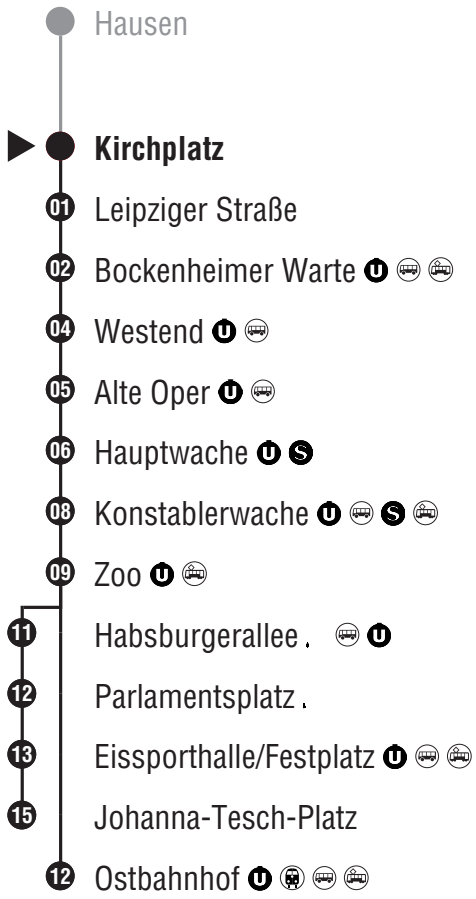 Hausen
Kirchplatz
01 Leipziger Straße
02 Bockenheimer Warte U
04 Westend U
05 Alte Oper U
06 Hauptwache U S
08 Konstablerwache U S
09 Zoo U
11 Habsburgerallee . U
12 Parlamentsplatz .
13 Eissporthalle/Festplatz U
15 Johanna-Tesch-Platz
12 Ostbahnhof U